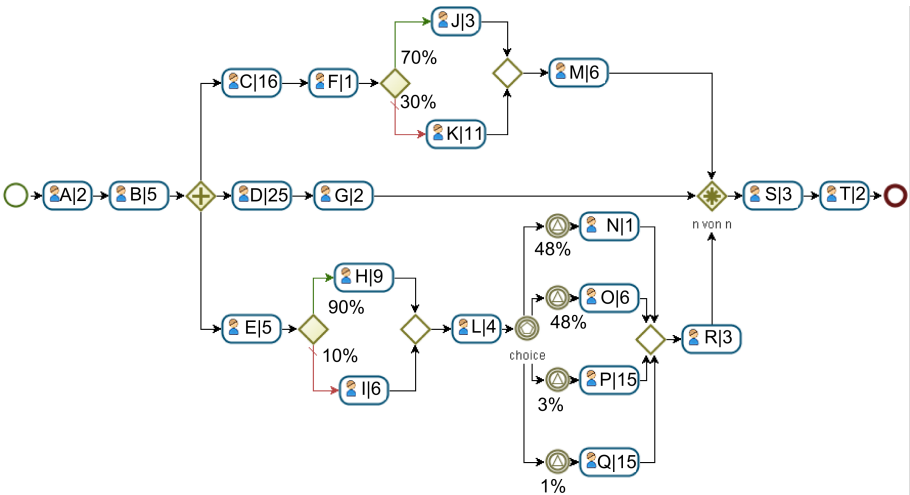 J|3
70%
C|16
F|1
M|6
30%
K|11
A|2
B|5
D|25
G|2
S|3
T|2
n von n
N|1
48%
H|9
O|6
90%
48%
E|5
L|4
R|3
choice
10%
I|6
P|15
3%
Q|15
1%